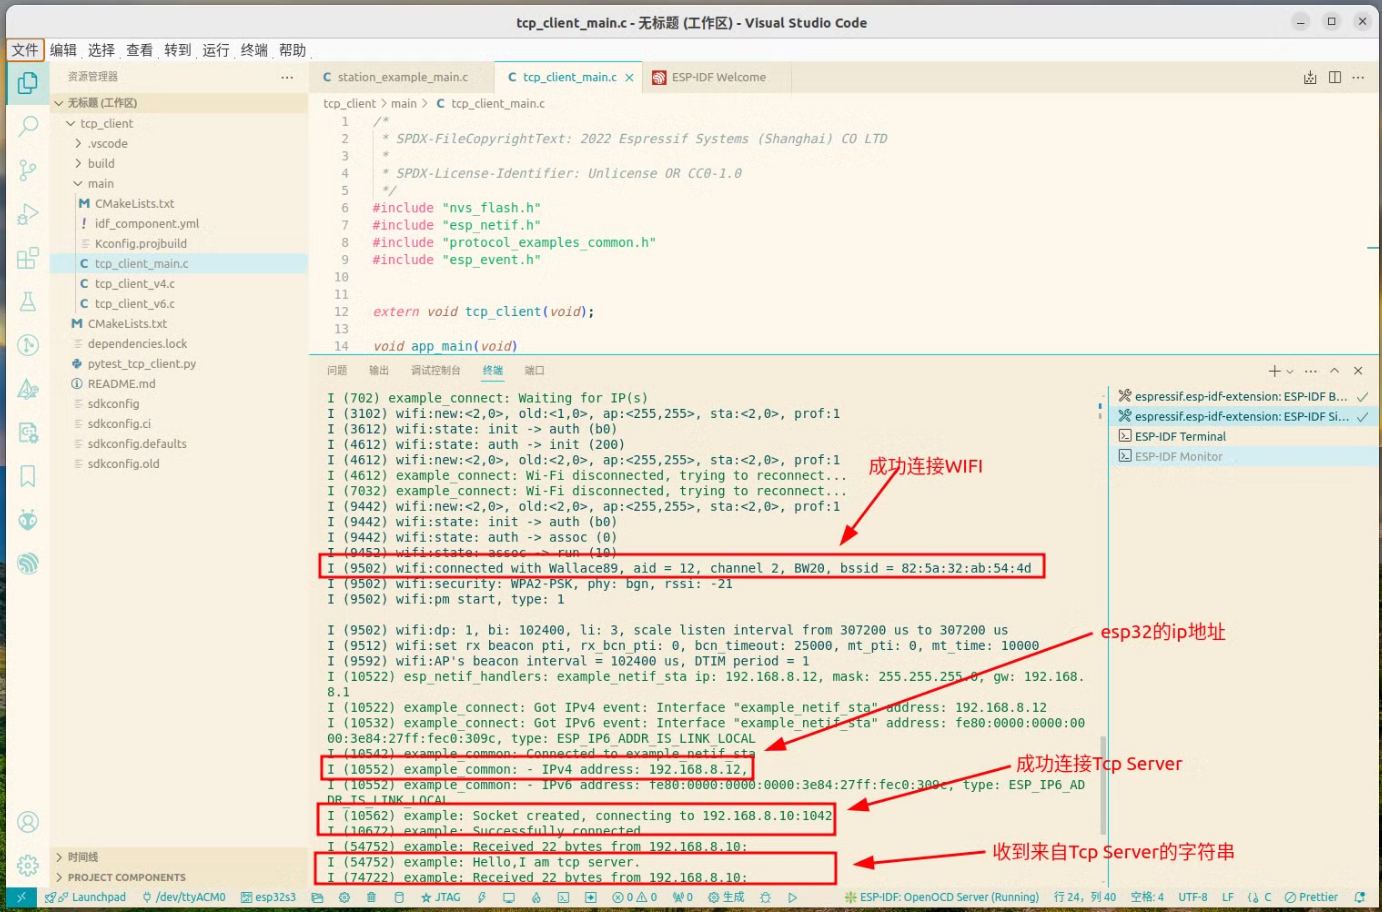 tcp_client_main.c - 无标题 (工作区) - Visual Studio Code
文件 编辑 选择 查看 转到 运行 终端 帮助
资源管理器
无标题 (工作区)
tcp_client
.vscode
build
main
CMakeLists.txt
idf_component.yml
Kconfig.projbuild
tcp_client_main.c
tcp_client_v4.c
tcp_client_v6.c
CMakeLists.txt
dependencies.lock
pytest_tcp_client.py
README.md
sdkconfig
sdkconfig.ci
sdkconfig.defaults
sdkconfig.old
时间线
PROJECT COMPONENTS
station_example_main.c tcp_client_main.c ESP-IDF Welcome
tcp_client > main > C tcp_client_main.c
1 /*
2 * SPDX-FileCopyrightText: 2022 Espressif Systems (Shanghai) CO LTD
3 *
4 * SPDX-License-Identifier: Unlicense OR CC0-1.0
5 */
6 #include "nvs_flash.h"
7 #include "esp_netif.h"
8 #include "protocol_examples_common.h"
9 #include "esp_event.h"
10
11
12 extern void tcp_client(void);
13
14 void app_main(void)
问题 输出 调试控制台 终端 端口
I (702) example_connect: Waiting for IP(s)
I (3102) wifi:new:<2,0>, old:<1,0>, ap:<255,255>, sta:<2,0>, prof:1
I (3612) wifi:state: init -> auth (b0)
I (4612) wifi:state: auth -> init (200)
I (4612) wifi:new:<2,0>, old:<2,0>, ap:<255,255>, sta:<2,0>, prof:1
I (4612) example_connect: Wi-Fi disconnected, trying to reconnect...
I (7032) example_connect: Wi-Fi disconnected, trying to reconnect...
I (9442) wifi:new:<2,0>, old:<2,0>, ap:<255,255>, sta:<2,0>, prof:1
I (9442) wifi:state: init -> auth (b0)
I (9442) wifi:state: auth -> assoc (0)
I (9452) wifi:state: assoc -> run (10)
I (9502) wifi:connected with Wallace89, aid = 12, channel 2, BW20, bssid = 82:5a:32:ab:54:4d
I (9502) wifi:security: WPA2-PSK, phy: bgn, rssi: -21
I (9502) wifi:pm start, type: 1
I (9502) wifi:dp: 1, bi: 102400, li: 3, scale listen interval from 307200 us to 307200 us
I (9512) wifi:set rx beacon pti, rx_bcn_pti: 0, bcn_timeout: 25000, mt_pti: 0, mt_time: 10000
I (9592) wifi:AP's beacon interval = 102400 us, DTIM period = 1
I (10522) esp_netif_handlers: example_netif_sta ip: 192.168.8.12, mask: 255.255.255.0, gw: 192.168.
8.1
I (10522) example_connect: Got IPv4 event: Interface "example_netif_sta" address: 192.168.8.12
I (10532) example_connect: Got IPv6 event: Interface "example_netif_sta" address: fe80:0000:0000:00
00:3e84:27ff:fec0:309c, type: ESP_IP6_ADDR_IS_LINK_LOCAL
I (10542) example_common: Connected to example_netif_sta
I (10552) example_common: - IPv4 address: 192.168.8.12,
I (10552) example_common: - IPv6 address: fe80:0000:0000:0000:3e84:27ff:fec0:309c, type: ESP_IP6_AD
DR_IS_LINK_LOCAL
I (10562) example: Socket created, connecting to 192.168.8.10:1042
I (10672) example: Successfully connected
I (54752) example: Received 22 bytes from 192.168.8.10:
I (54752) example: Hello,I am tcp server.
I (74722) example: Received 22 bytes from 192.168.8.10:
成功连接WIFI
esp32的ip地址
成功连接Tcp Server
收到来自Tcp Server的字符串
espressif.esp-idf-extension: ESP-IDF B...
espressif.esp-idf-extension: ESP-IDF Si...
ESP-IDF Terminal
ESP-IDF Monitor
Launchpad /dev/ttyACM0 esp32s3 JTAG 0 0 0 生成 ESP-IDF: OpenOCD Server (Running) 行 24，列 40 空格: 4 UTF-8 LF C Prettier